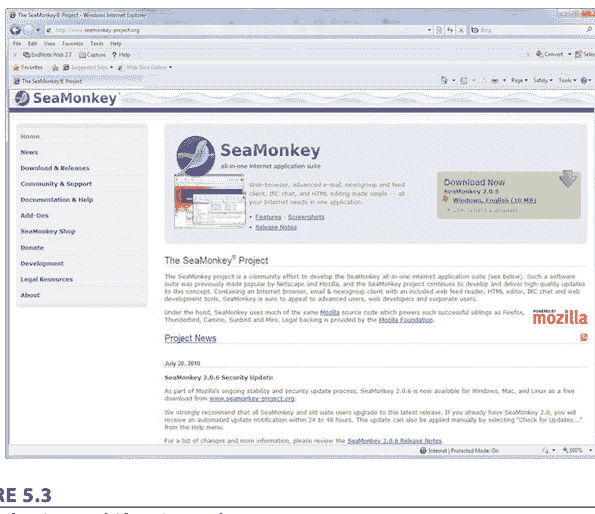 The SeaMonkey® Project - Windows Internet Explorer
http://www.seamonkey-project.org/
Bing
File Edit View Favorites Tools Help
x EndNote Web 2.7 Capture ? Help
x Convert Selec
Favorites Suggested Sites Web Slice Gallery
The SeaMonkey® Project
Page Safety Tools
SeaMonkey
Home
News
Download & Releases
Community & Support
Documentation & Help
Add-Ons
SeaMonkey Shop
Donate
Development
Legal Resources
About
SeaMonkey
all-in-one internet application suite
Web-browser, advanced e-mail, newsgroup and feed
client, IRC chat, and HTML editing made simple -- all
your Internet needs in one application.
• Features - Screenshots
• Release Notes
Download Now
SeaMonkey 2.0.6
Windows, English (10 MB)
The SeaMonkey® Project
The SeaMonkey project is a community effort to develop the SeaMonkey all-in-one internet application suite (see below). Such a software
suite was previously made popular by Netscape and Mozilla, and the SeaMonkey project continues to develop and deliver high-quality updates
to this concept. Containing an Internet browser, email & newsgroup client with an included web feed reader, HTML editor, IRC chat and web
development tools, SeaMonkey is sure to appeal to advanced users, web developers and corporate users.
Under the hood, SeaMonkey uses much of the same Mozilla source code which powers such successful siblings as Firefox,
Thunderbird, Camino, Sunbird and Miro. Legal backing is provided by the Mozilla Foundation.
POWERED BY
mozilla
Project News
July 20, 2010
SeaMonkey 2.0.6 Security Update
As part of Mozilla's ongoing stability and security update process, SeaMonkey 2.0.6 is now available for Windows, Mac, and Linux as a free
download from www.seamonkey-project.org.
We strongly recommend that all SeaMonkey and old suite users upgrade to this latest release. If you already have SeaMonkey 2.0, you will
receive an automated update notification within 24 to 48 hours. This update can also be applied manually by selecting "Check for Updates..."
from the Help menu.
For a list of changes and more information, please review the SeaMonkey 2.0.6 Release Notes.
Internet | Protected Mode: On
100%
RE 5.3